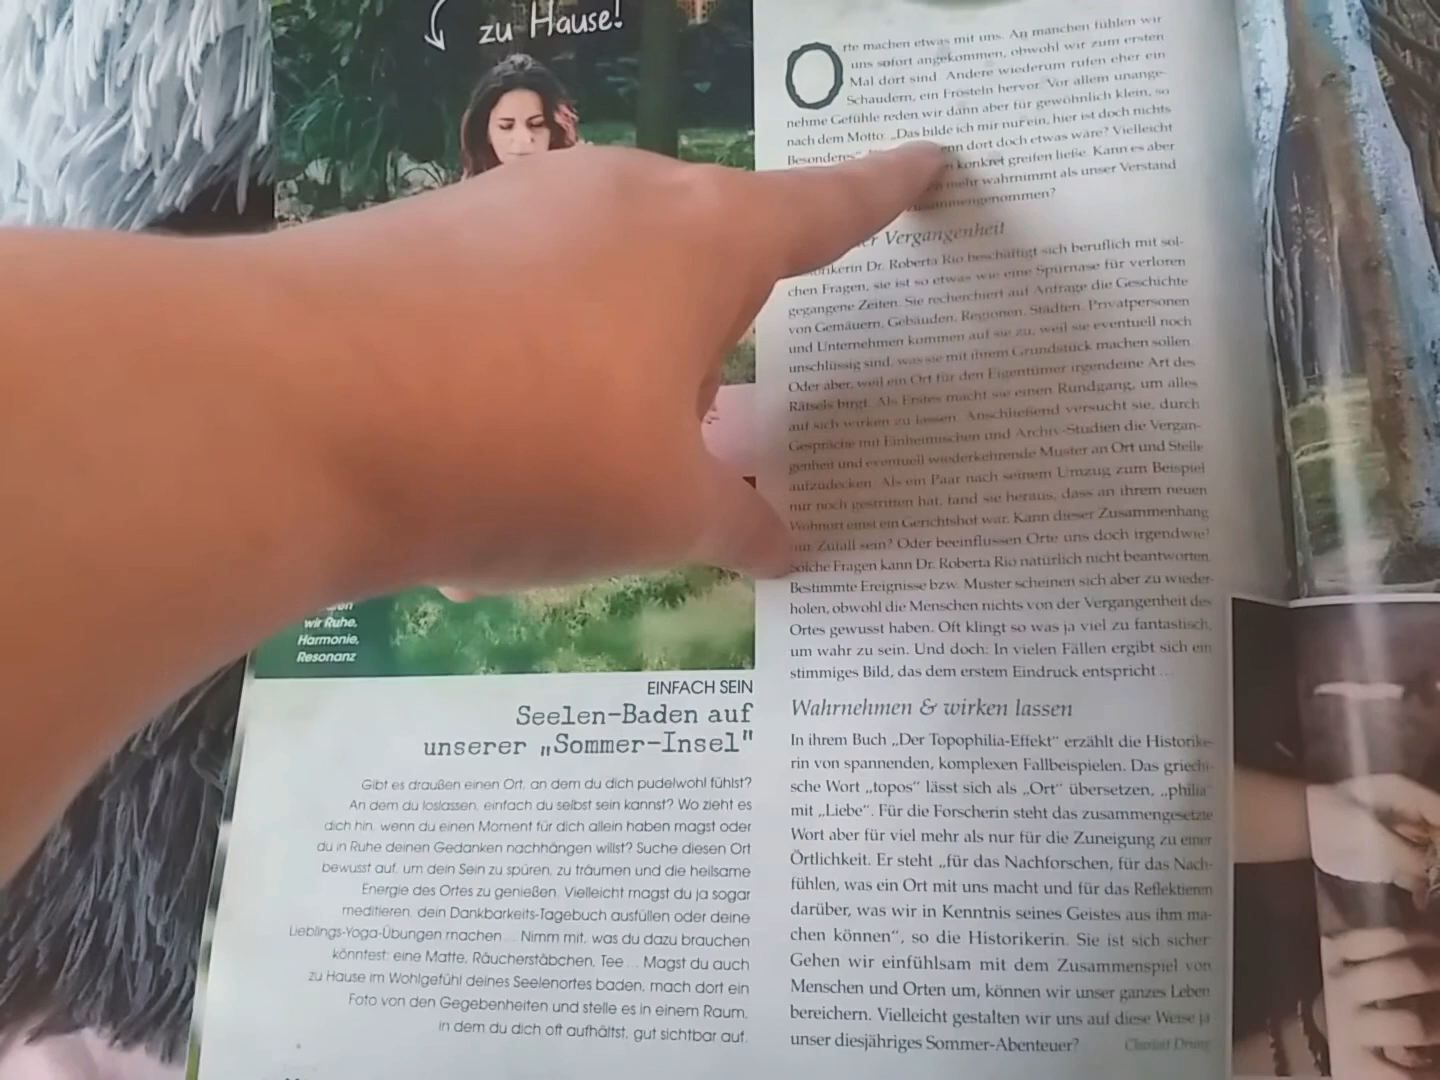 zu Hause!
wir Ruhe,
Harmonie,
Resonanz
EINFACH SEIN
Seelen-Baden auf
unserer „Sommer-Insel"
Gibt es draußen einen Ort, an dem du dich pudelwohl fühlst?
An dem du loslassen, einfach du selbst sein kannst? Wo zieht es
dich hin, wenn du einen Moment für dich allein haben magst oder
du in Ruhe deinen Gedanken nachhängen willst? Suche diesen Ort
bewusst auf, um dein Sein zu spüren, zu träumen und die heilsame
Energie des Ortes zu genießen. Vielleicht magst du ja sogar
meditieren, dein Dankbarkeits-Tagebuch ausfüllen oder deine
Lieblings-Yoga-Übungen machen ... Nimm mit, was du dazu brauchen
könntest: eine Matte, Räucherstäbchen, Tee ... Magst du auch
zu Hause im Wohlgefühl deines Seelenortes baden, mach dort ein
Foto von den Gegebenheiten und stelle es in einem Raum,
in dem du dich oft aufhältst, gut sichtbar auf.
Orte machen etwas mit uns. An manchen fühlen wir
uns sofort angekommen, obwohl wir zum ersten
Mal dort sind. Andere wiederum rufen eher ein
Schaudern, ein Frösteln hervor. Vor allem unange-
nehme Gefühle reden wir dann aber für gewöhnlich klein, so
nach dem Motto: „Das bilde ich mir nur ein, hier ist doch nichts
Besonderes" dort doch etwas wäre? Vielleicht
konkret greifen ließe. Kann es aber
mehr wahrnimmt als unser Verstand
zusammengenommen?
Vergangenheit
Dr. Roberta Rio beschäftigt sich beruflich mit sol-
chen Fragen, sie ist so etwas wie eine Spürnase für verloren
gegangene Zeiten. Sie recherchiert auf Anfrage die Geschichte
von Gemäuern, Gebäuden, Regionen, Städten. Privatpersonen
und Unternehmen kommen auf sie zu, weil sie eventuell noch
unschlüssig sind, was sie mit ihrem Grundstück machen sollen.
Oder aber, weil ein Ort für den Eigentümer irgendeine Art des
Rätsels birgt. Als Erstes macht sie einen Rundgang, um alles
auf sich wirken zu lassen. Anschließend versucht sie, durch
Gespräche mit Einheimischen und Archiv-Studien die Vergan-
genheit und eventuell wiederkehrende Muster an Ort und Stelle
aufzudecken. Als ein Paar nach seinem Umzug zum Beispiel
nur noch gestritten hat, fand sie heraus, dass an ihrem neuen
Wohnort einst ein Gerichtshof war. Kann dieser Zusammenhang
nur Zufall sein? Oder beeinflussen Orte uns doch irgendwie?
Solche Fragen kann Dr. Roberta Rio natürlich nicht beantworten.
Bestimmte Ereignisse bzw. Muster scheinen sich aber zu wieder-
holen, obwohl die Menschen nichts von der Vergangenheit des
Ortes gewusst haben. Oft klingt so was ja viel zu fantastisch,
um wahr zu sein. Und doch: In vielen Fällen ergibt sich ein
stimmiges Bild, das dem erstem Eindruck entspricht ...
Wahrnehmen & wirken lassen
In ihrem Buch „Der Topophilia-Effekt" erzählt die Historike-
rin von spannenden, komplexen Fallbeispielen. Das griechi-
sche Wort „topos" lässt sich als „Ort" übersetzen, „philia"
mit „Liebe". Für die Forscherin steht das zusammengesetzte
Wort aber für viel mehr als nur für die Zuneigung zu einer
Örtlichkeit. Er steht „für das Nachforschen, für das Nach-
fühlen, was ein Ort mit uns macht und für das Reflektieren
darüber, was wir in Kenntnis seines Geistes aus ihm ma-
chen können", so die Historikerin. Sie ist sich sicher:
Gehen wir einfühlsam mit dem Zusammenspiel von
Menschen und Orten um, können wir unser ganzes Leben
bereichern. Vielleicht gestalten wir uns auf diese Weise ja
unser diesjähriges Sommer-Abenteuer?